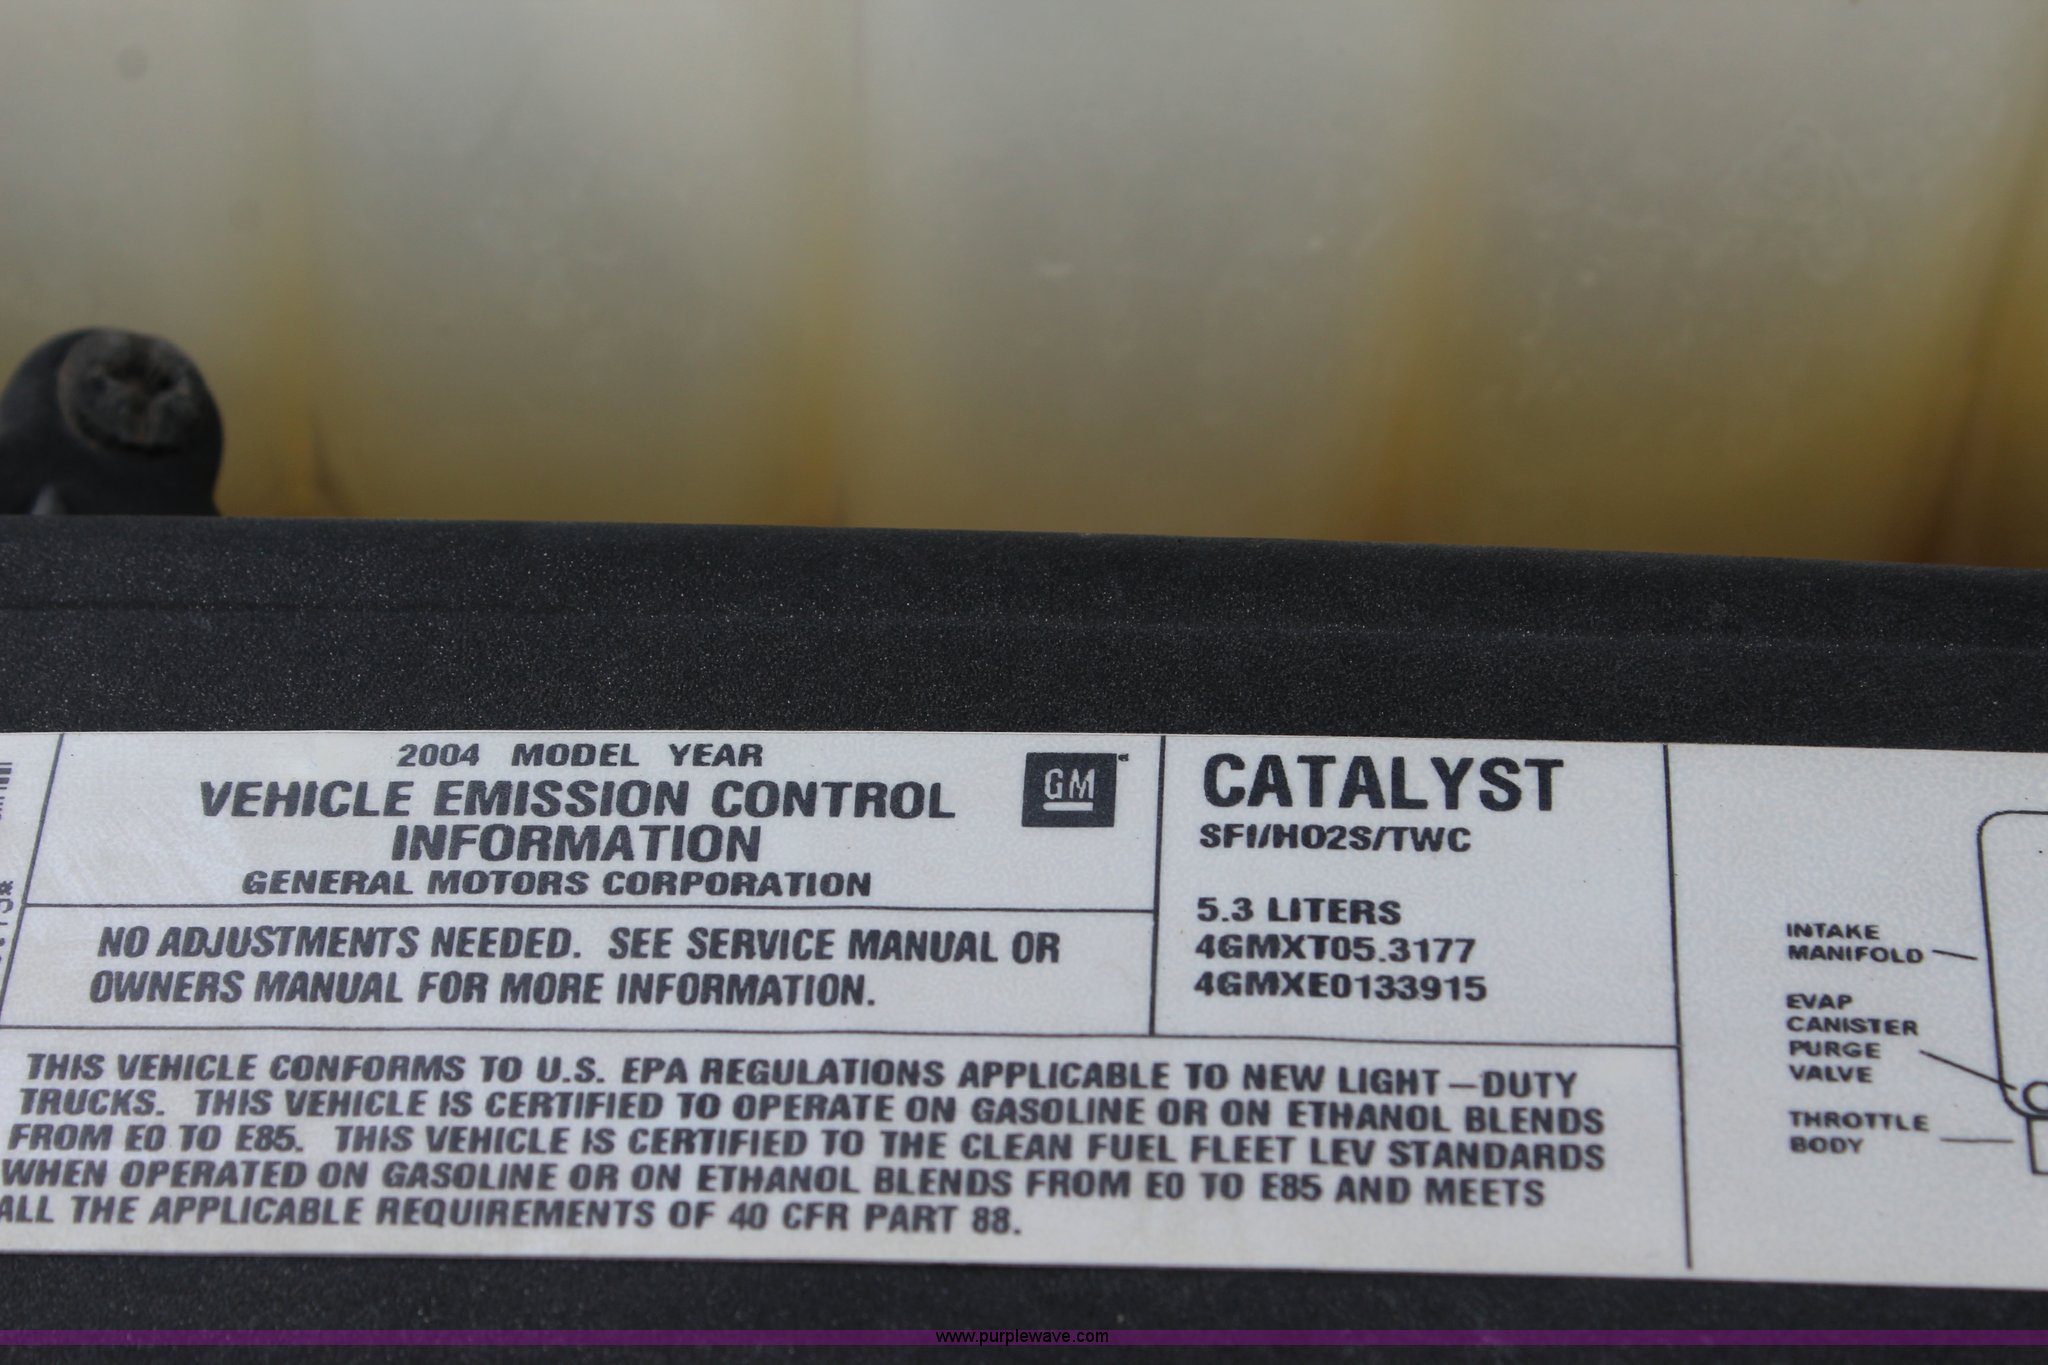 2004 MODEL YEAR
VEHICLE EMISSION CONTROL
INFORMATION
GENERAL MOTORS CORPORATION
GM
NO ADJUSTMENTS NEEDED. SEE SERVICE MANUAL OR
OWNERS MANUAL FOR MORE INFORMATION.
CATALYST
SFI/HO2S/TWC
5.3 LITERS
4GMXT05.3177
4GMXE0133915
THIS VEHICLE CONFORMS TO U.S. EPA REGULATIONS APPLICABLE TO NEW LIGHT-DUTY
TRUCKS. THIS VEHICLE IS CERTIFIED TO OPERATE ON GASOLINE OR ON ETHANOL BLENDS
FROM E0 TO E85. THIS VEHICLE IS CERTIFIED TO THE CLEAN FUEL FLEET LEV STANDARDS
WHEN OPERATED ON GASOLINE OR ON ETHANOL BLENDS FROM E0 TO E85 AND MEETS
ALL THE APPLICABLE REQUIREMENTS OF 40 CFR PART 88.
INTAKE
MANIFOLD
EVAP
CANISTER
PURGE
VALVE
THROTTLE
BODY
www.purplewave.com